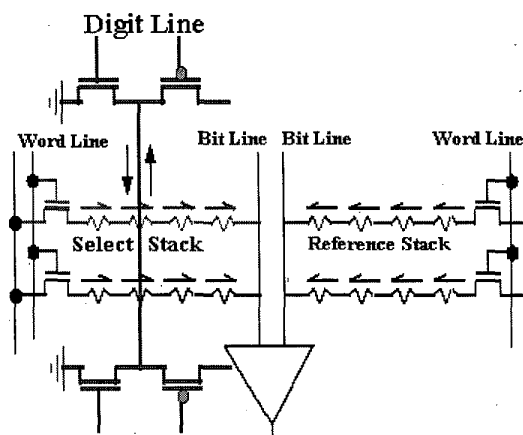 Digit Line
Word Line
Bit Line
Bit Line
Word Line
Select Stack
Reference Stack